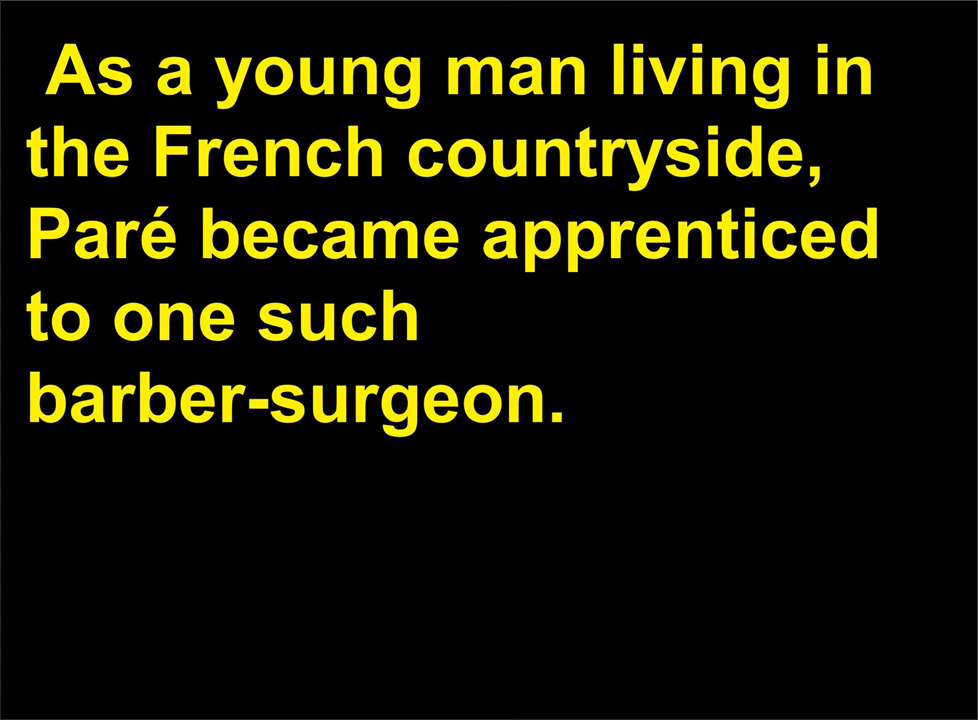 As a young man living in
the French countryside,
Paré became apprenticed
to one such
barber-surgeon.